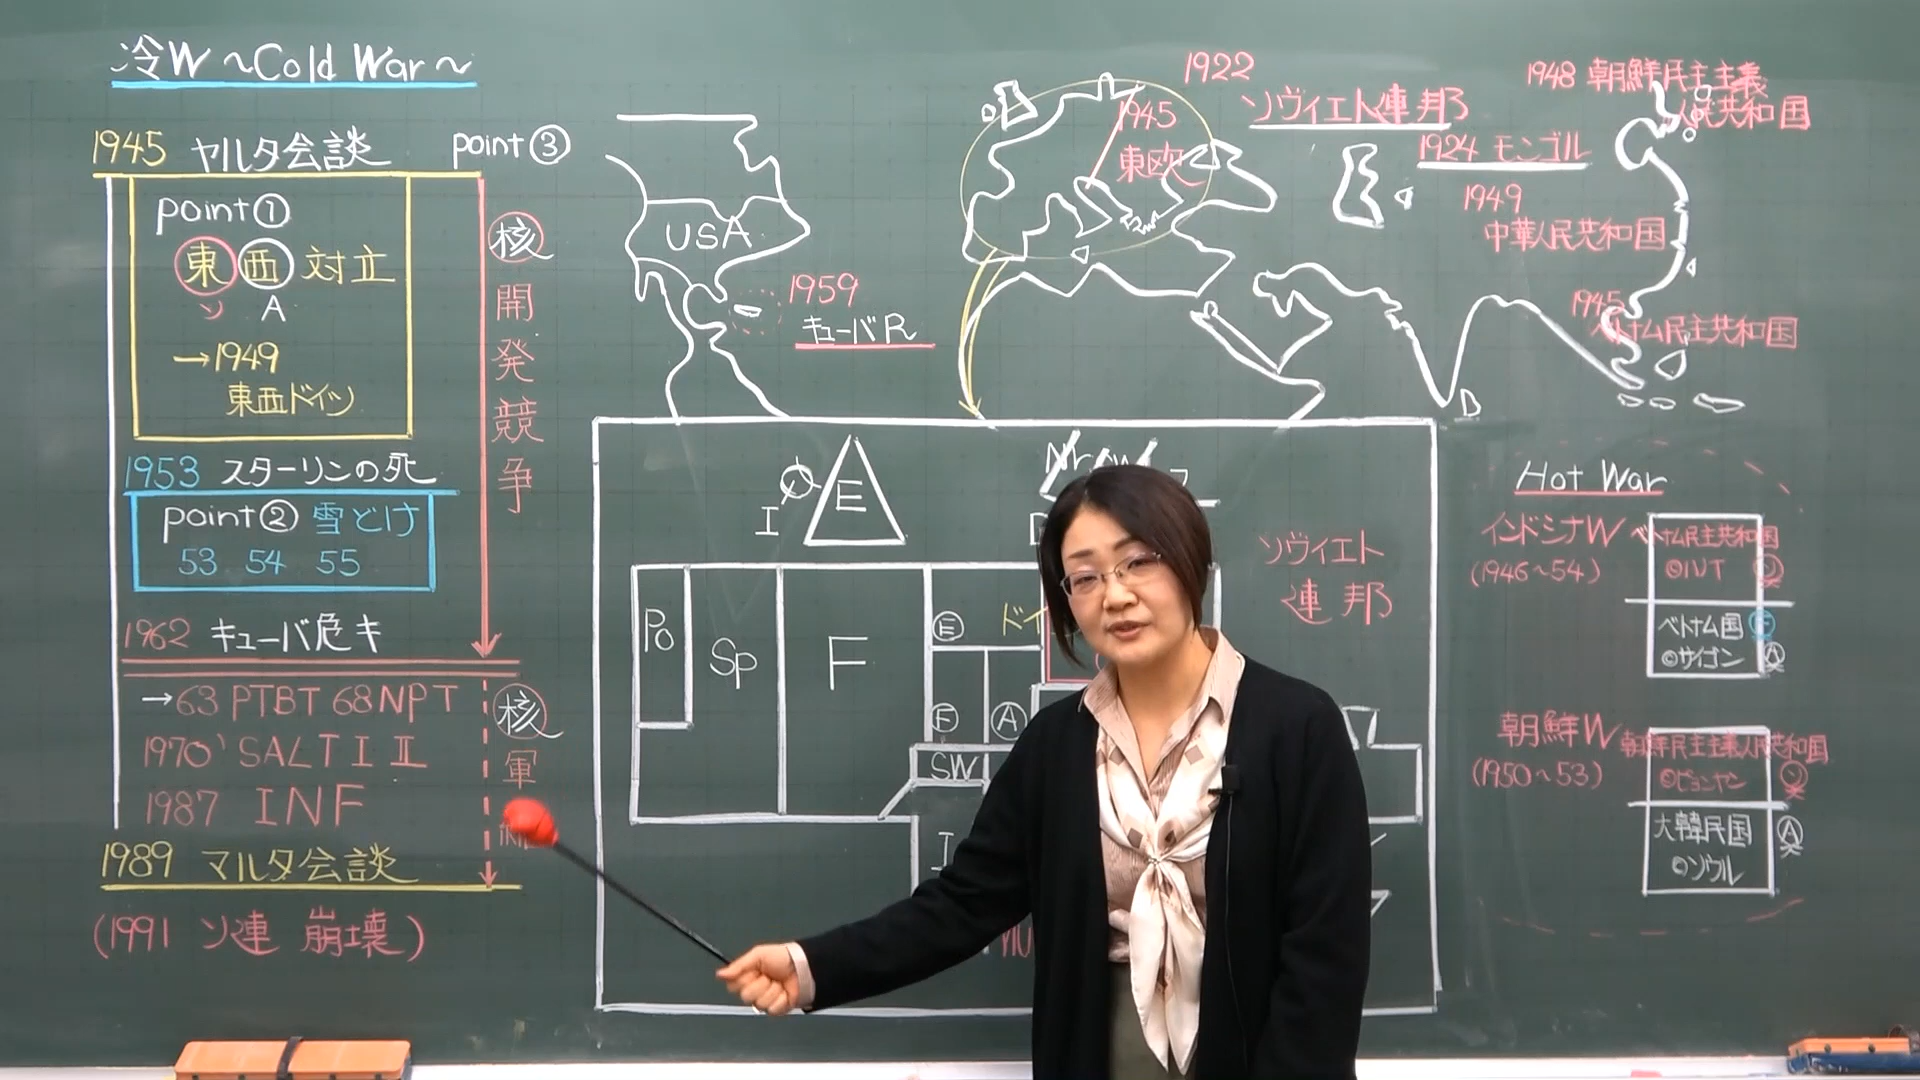 冷W ~Cold War~
1945 ヤルタ会談
point①
東西対立
ソ A
→1949
東西ドイツ
1953 スターリンの死
point② 雪どけ
53 54 55
1962 キューバ危キ
→63 PTBT 68 NPT
1970' SALT I II
1987 INF
1989 マルタ会談
(1991 ソ連 崩壊)
point③
核開発競争
核軍
USA
1959
キューバR
1945
東欧
1922
ソヴィエト連邦
1924 モンゴル
1949
中華人民共和国
1948 朝鮮民主主義
人民共和国
1945
ベトナム民主共和国
I
E
Po
Sp
F
E
ドイ
F
A
SW
I
ソヴィエト
連邦
Hot War
インドシナW
(1946~54)
ベトナム民主共和国
ベトナム国 F
©サイゴン A
朝鮮W
(1950~53)
朝鮮民主主義人民共和国
©ピョンヤン ソ
大韓民国
©ソウル A